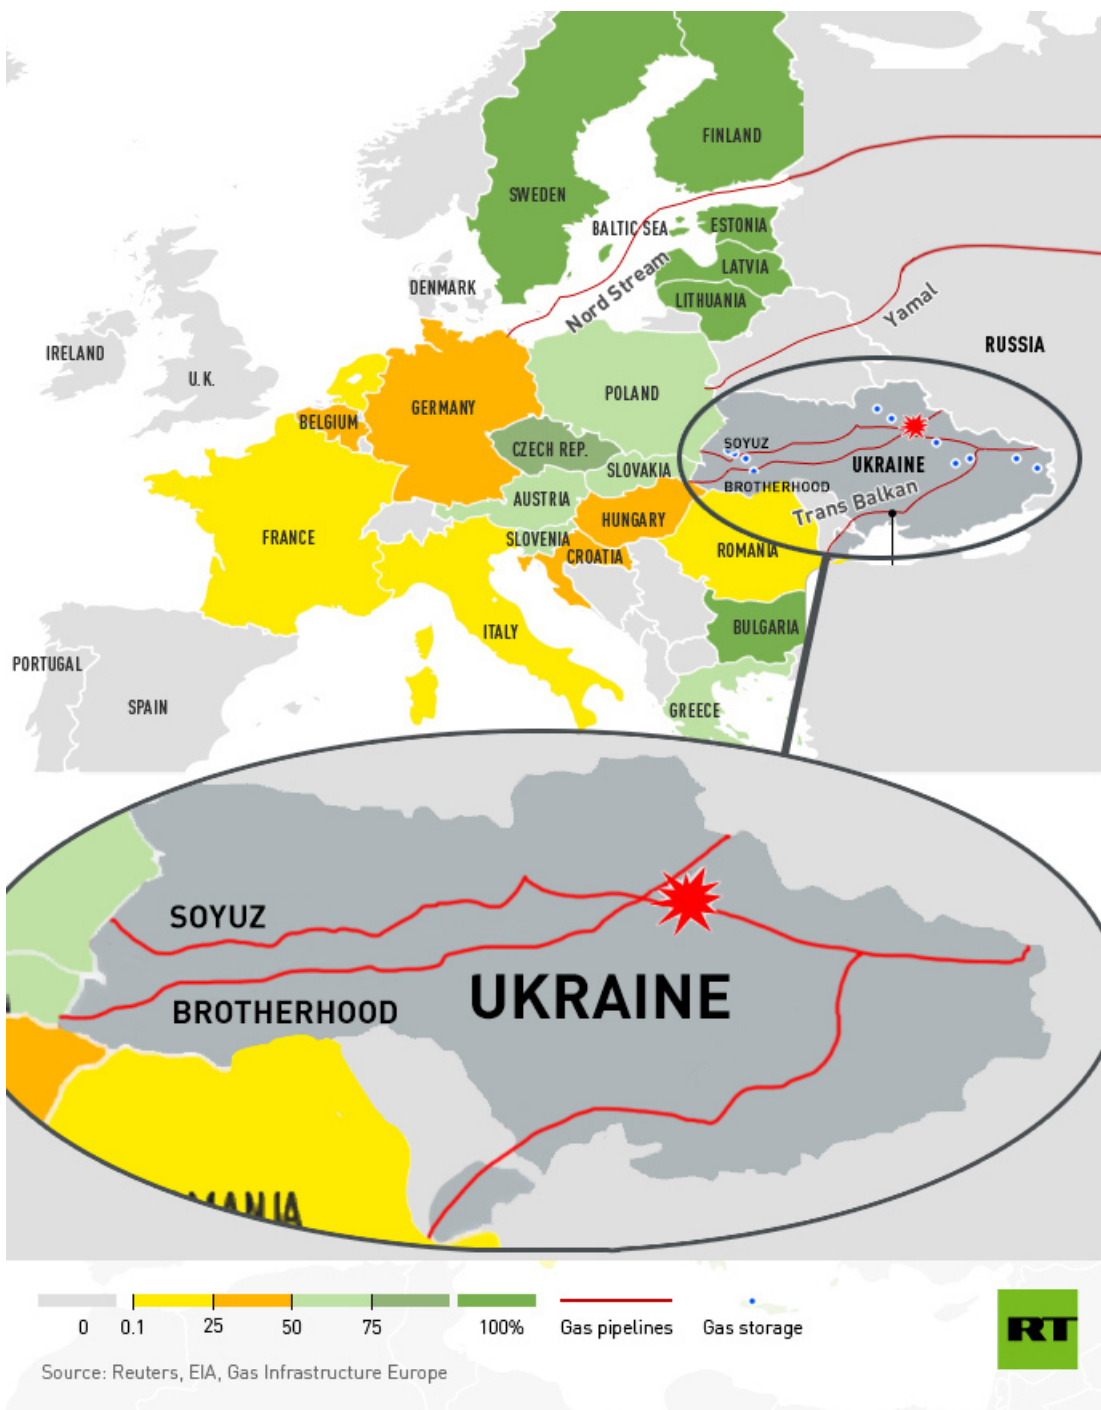 FINLAND
SWEDEN
BALTIC SEA
ESTONIA
LATVIA
LITHUANIA
DENMARK
Nord Stream
Yamal
RUSSIA
IRELAND
U.K.
POLAND
GERMANY
BELGIUM
CZECH REP.
SLOVAKIA
SOYUZ
UKRAINE
BROTHERHOOD
Trans Balkan
AUSTRIA
HUNGARY
FRANCE
SLOVENIA
CROATIA
ROMANIA
ITALY
BULGARIA
PORTUGAL
SPAIN
GREECE
SOYUZ
BROTHERHOOD
UKRAINE
MANIA
0 0.1 25 50 75 100%
Gas pipelines
Gas storage
RT
Source: Reuters, EIA, Gas Infrastructure Europe